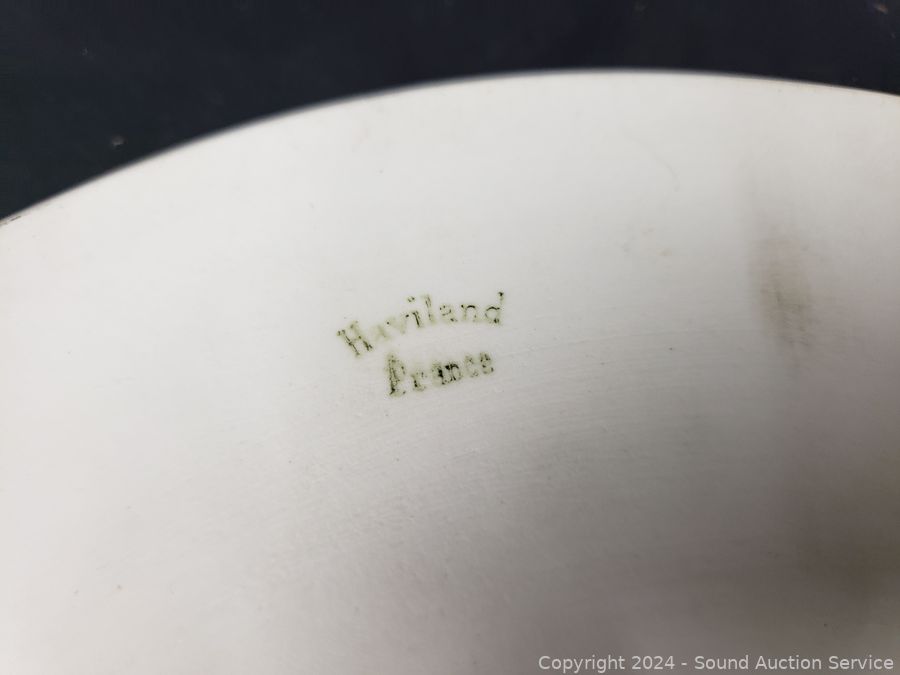 Haviland
France
Copyright 2024 - Sound Auction Service